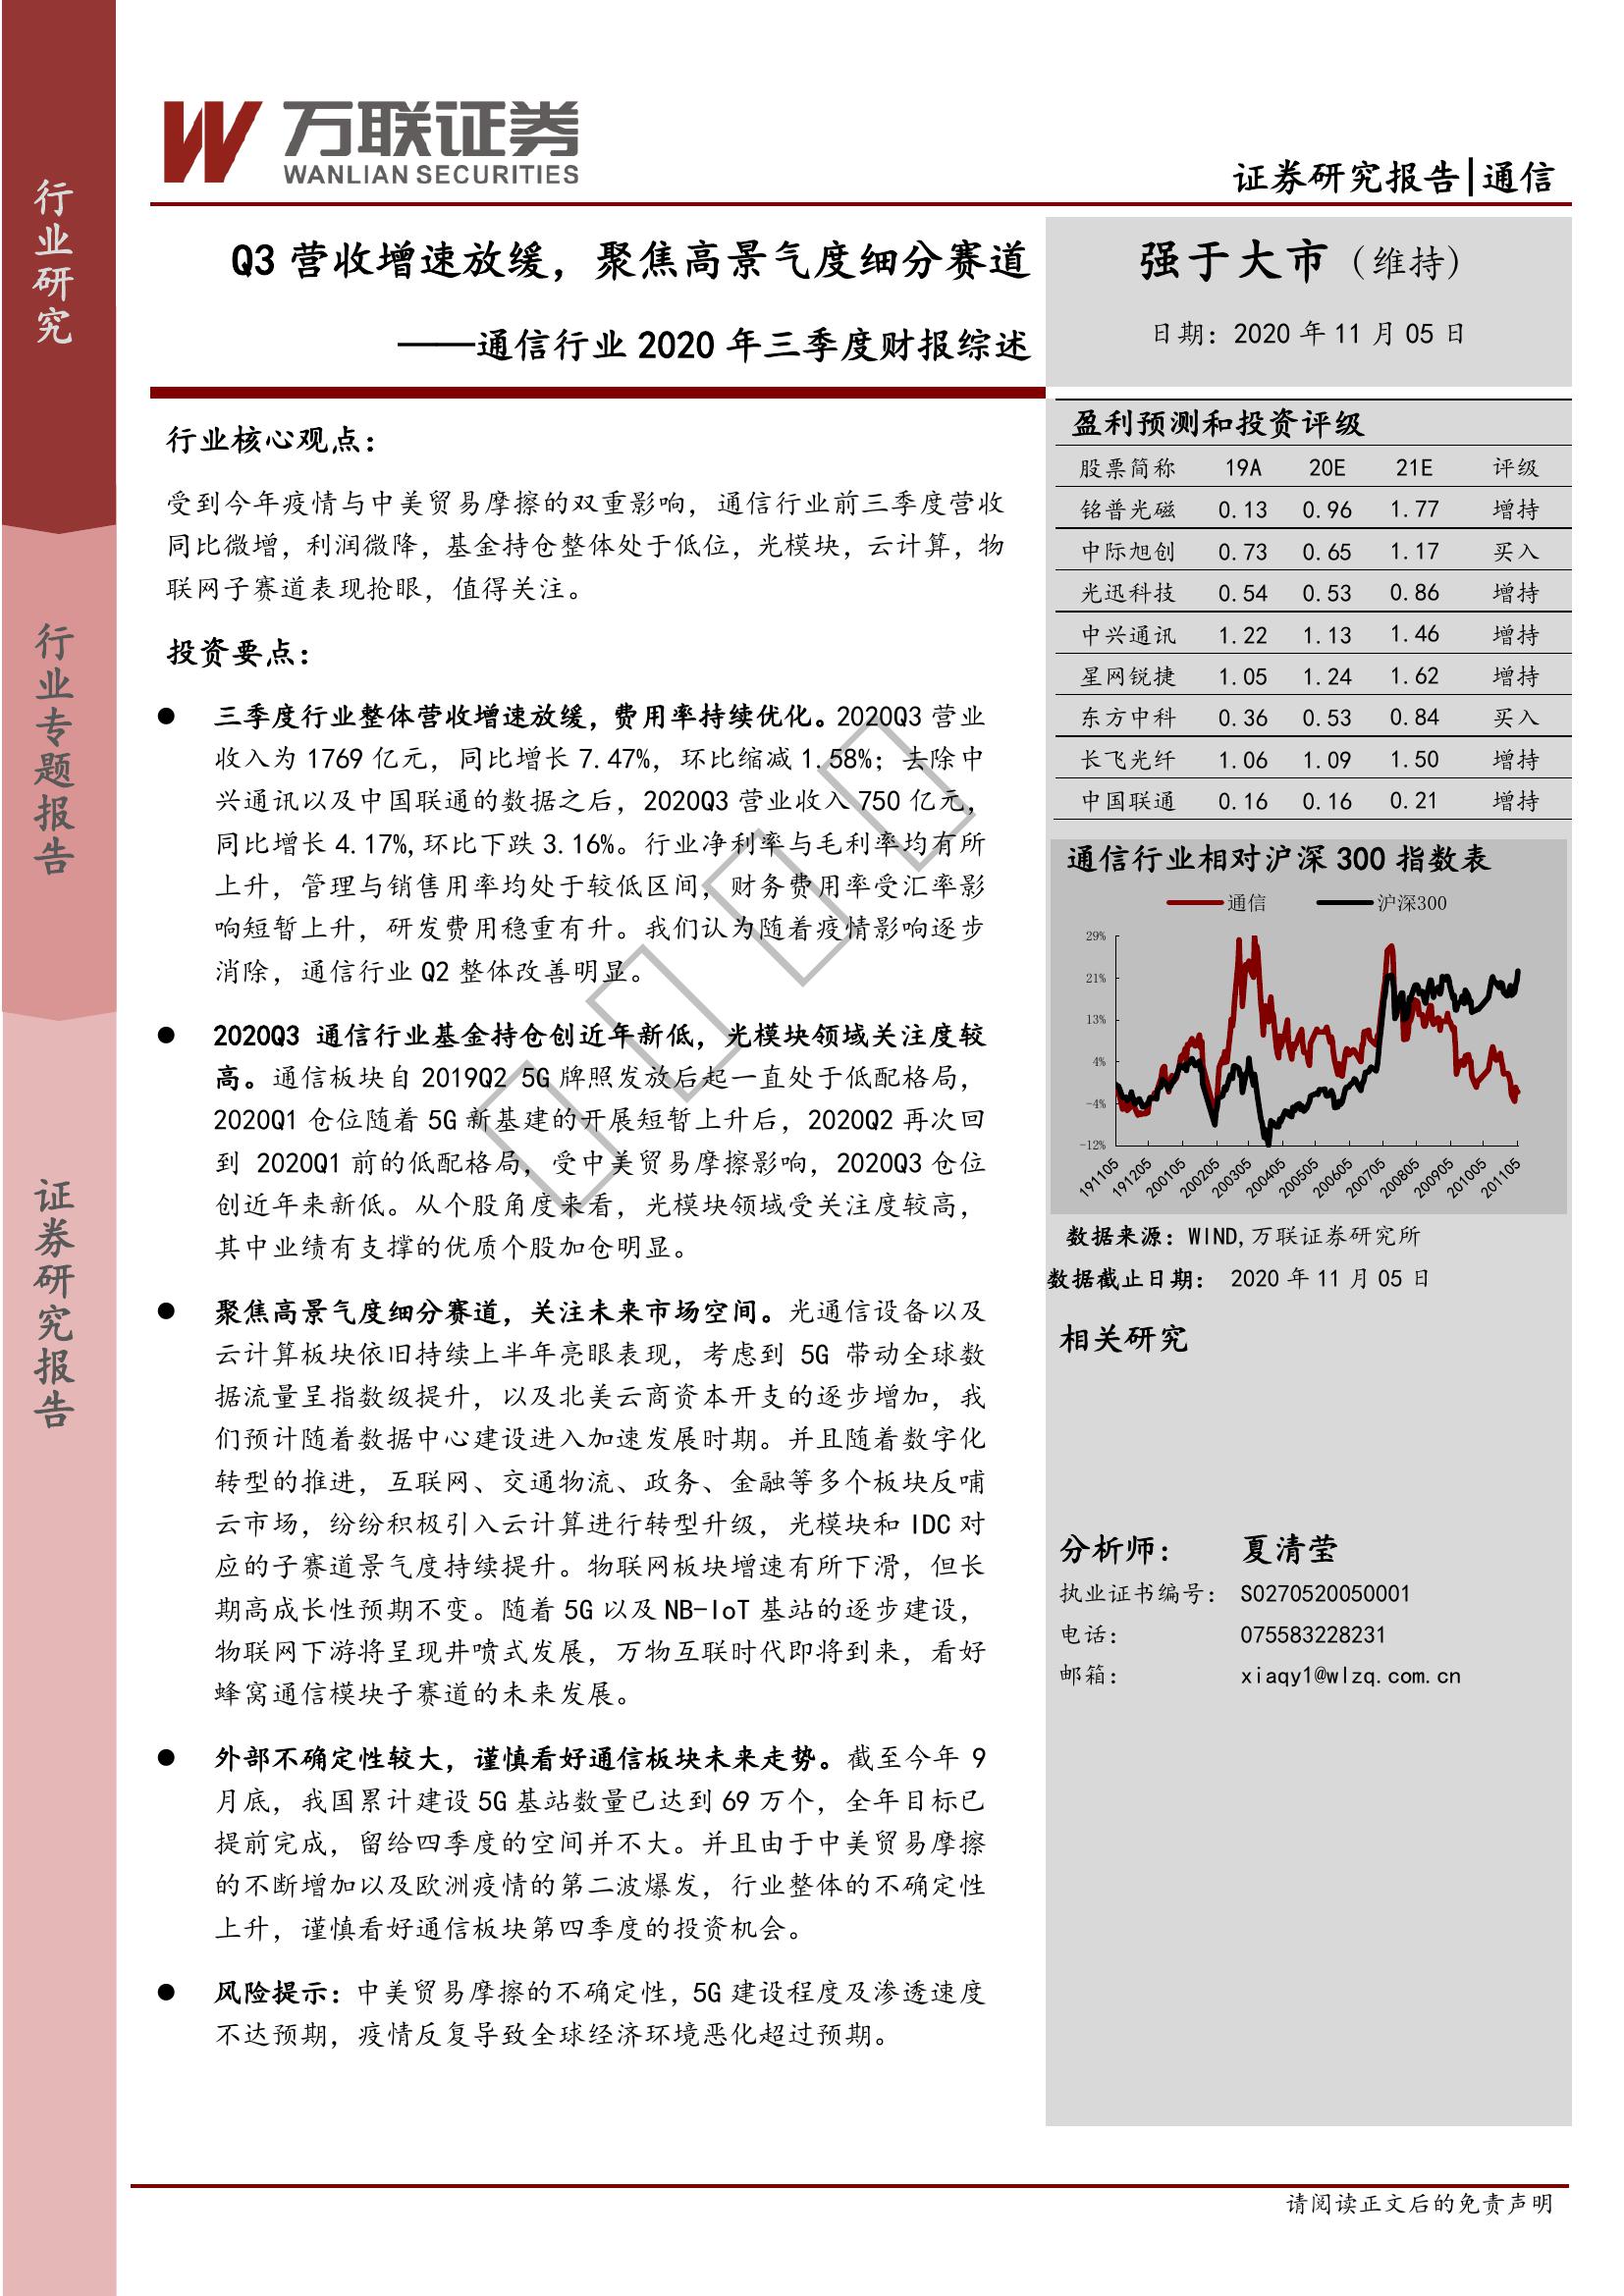 行业研究
行业专题报告
证券研究报告
万联证券
WANLIAN SECURITIES
证券研究报告|通信
Q3 营收增速放缓，聚焦高景气度细分赛道
——通信行业 2020 年三季度财报综述
强于大市（维持）
日期：2020 年 11 月 05 日
行业核心观点：
受到今年疫情与中美贸易摩擦的双重影响，通信行业前三季度营收
同比微增，利润微降，基金持仓整体处于低位，光模块，云计算，物
联网子赛道表现抢眼，值得关注。
投资要点：
● 三季度行业整体营收增速放缓，费用率持续优化。2020Q3 营业
收入为 1769 亿元，同比增长 7.47%，环比缩减 1.58%；去除中
兴通讯以及中国联通的数据之后，2020Q3 营业收入 750 亿元，
同比增长 4.17%,环比下跌 3.16%。行业净利率与毛利率均有所
上升，管理与销售用率均处于较低区间，财务费用率受汇率影
响短暂上升，研发费用稳重有升。我们认为随着疫情影响逐步
消除，通信行业 Q2 整体改善明显。
● 2020Q3 通信行业基金持仓创近年新低，光模块领域关注度较
高。通信板块自 2019Q2 5G 牌照发放后起一直处于低配格局，
2020Q1 仓位随着 5G 新基建的开展短暂上升后，2020Q2 再次回
到 2020Q1 前的低配格局，受中美贸易摩擦影响，2020Q3 仓位
创近年来新低。从个股角度来看，光模块领域受关注度较高，
其中业绩有支撑的优质个股加仓明显。
● 聚焦高景气度细分赛道，关注未来市场空间。光通信设备以及
云计算板块依旧持续上半年亮眼表现，考虑到 5G 带动全球数
据流量呈指数级提升，以及北美云商资本开支的逐步增加，我
们预计随着数据中心建设进入加速发展时期。并且随着数字化
转型的推进，互联网、交通物流、政务、金融等多个板块反哺
云市场，纷纷积极引入云计算进行转型升级，光模块和 IDC 对
应的子赛道景气度持续提升。物联网板块增速有所下滑，但长
期高成长性预期不变。随着 5G 以及 NB-IoT 基站的逐步建设，
物联网下游将呈现井喷式发展，万物互联时代即将到来，看好
蜂窝通信模块子赛道的未来发展。
● 外部不确定性较大，谨慎看好通信板块未来走势。截至今年 9
月底，我国累计建设 5G 基站数量已达到 69 万个，全年目标已
提前完成，留给四季度的空间并不大。并且由于中美贸易摩擦
的不断增加以及欧洲疫情的第二波爆发，行业整体的不确定性
上升，谨慎看好通信板块第四季度的投资机会。
● 风险提示：中美贸易摩擦的不确定性，5G 建设程度及渗透速度
不达预期，疫情反复导致全球经济环境恶化超过预期。
盈利预测和投资评级
股票简称 19A 20E 21E 评级
铭普光磁 0.13 0.96 1.77 增持
中际旭创 0.73 0.65 1.17 买入
光迅科技 0.54 0.53 0.86 增持
中兴通讯 1.22 1.13 1.46 增持
星网锐捷 1.05 1.24 1.62 增持
东方中科 0.36 0.53 0.84 买入
长飞光纤 1.06 1.09 1.50 增持
中国联通 0.16 0.16 0.21 增持
通信行业相对沪深 300 指数表
通信 沪深300
29%
21%
13%
4%
-4%
-12%
191105 191205 200105 200205 200305 200405 200505 200605 200705 200805 200905 201005 201105
数据来源：WIND,万联证券研究所
数据截止日期： 2020 年 11 月 05 日
相关研究
分析师： 夏清莹
执业证书编号： S0270520050001
电话： 075583228231
邮箱： xiaqy1@wlzq.com.cn
请阅读正文后的免责声明